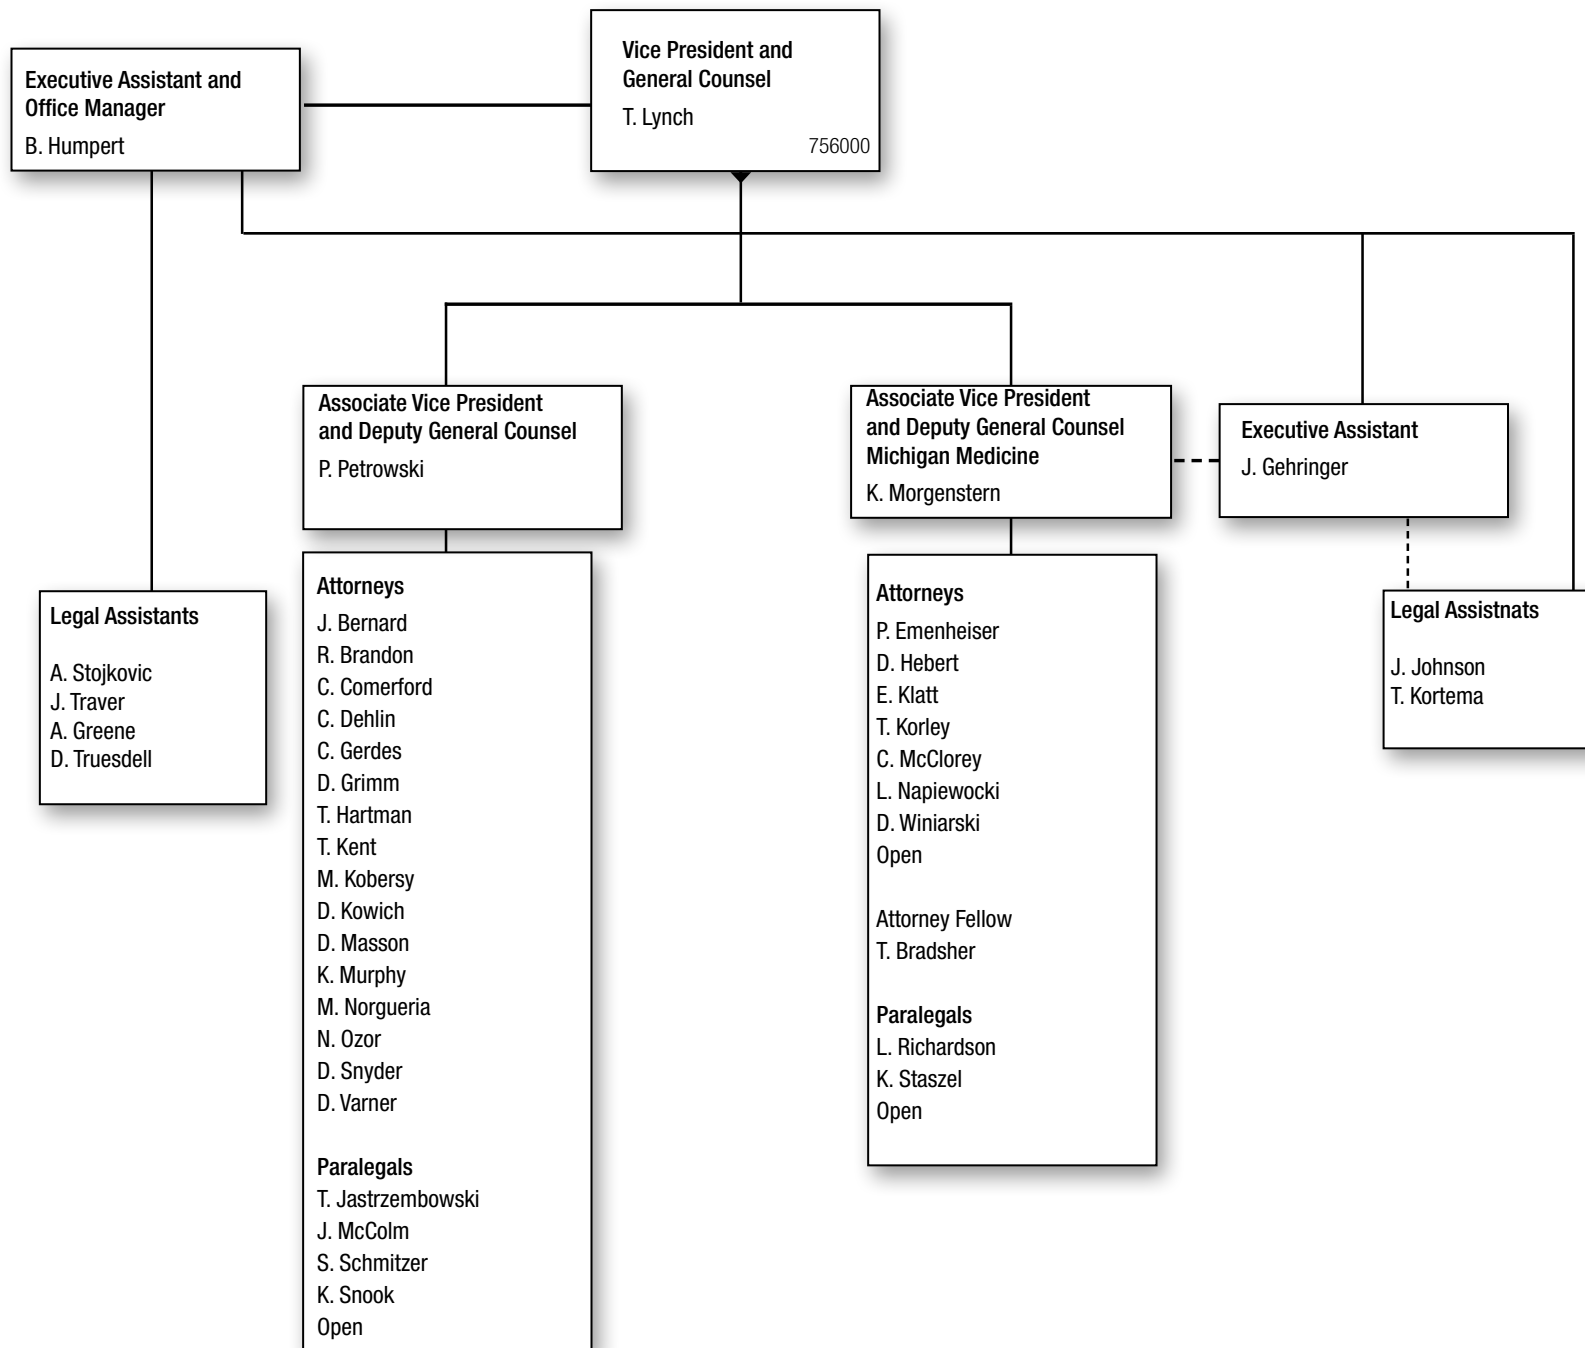 Executive Assistant and
Office Manager
B. Humpert
Vice President and
General Counsel
T. Lynch
756000
Associate Vice President
and Deputy General Counsel
P. Petrowski
Associate Vice President
and Deputy General Counsel
Michigan Medicine
K. Morgenstern
Executive Assistant
J. Gehringer
Legal Assistants
A. Stojkovic
J. Traver
A. Greene
D. Truesdell
Attorneys
J. Bernard
R. Brandon
C. Comerford
C. Dehlin
C. Gerdes
D. Grimm
T. Hartman
T. Kent
M. Kobersy
D. Kowich
D. Masson
K. Murphy
M. Norgueria
N. Ozor
D. Snyder
D. Varner
Paralegals
T. Jastrzembowski
J. McColm
S. Schmitzer
K. Snook
Open
Attorneys
P. Emenheiser
D. Hebert
E. Klatt
T. Korley
C. McClorey
L. Napiewocki
D. Winiarski
Open
Attorney Fellow
T. Bradsher
Paralegals
L. Richardson
K. Staszel
Open
Legal Assistnats
J. Johnson
T. Kortema